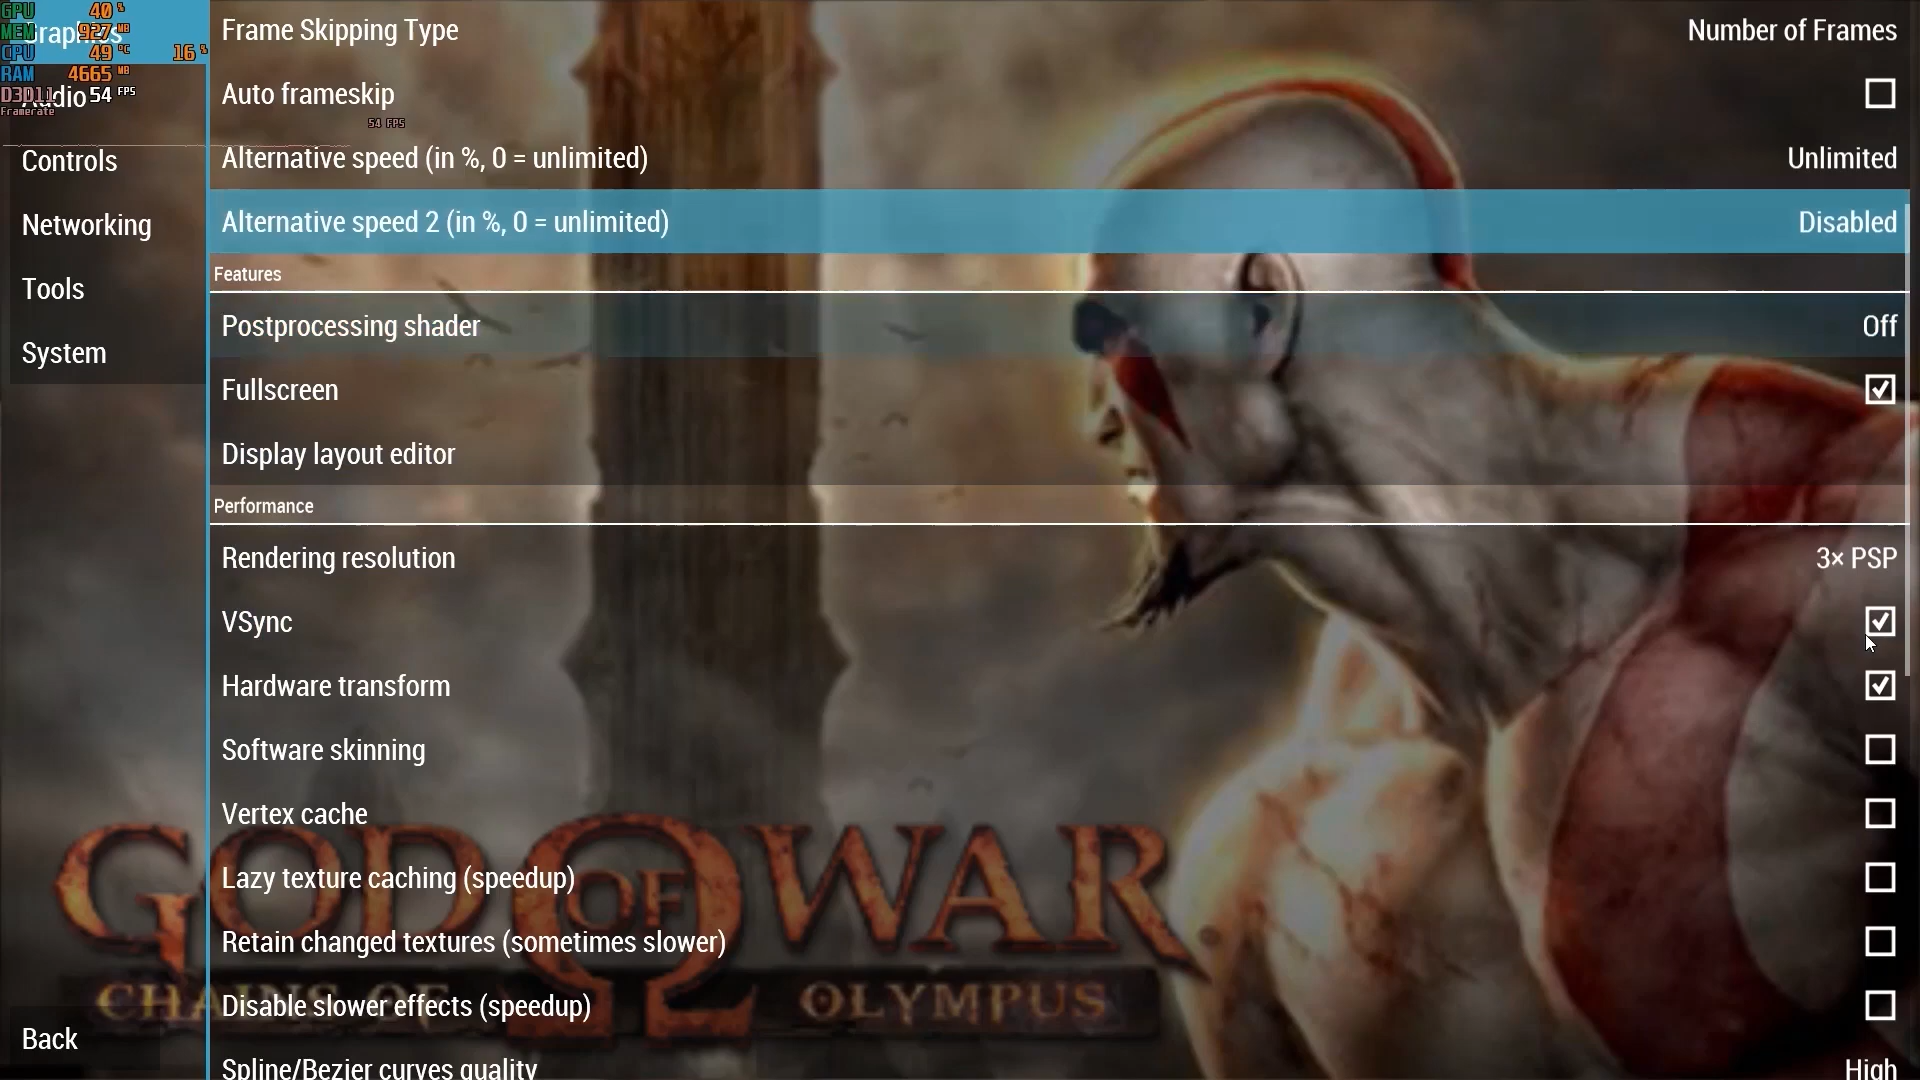 GPU 40 %
MEM 927 MB
CPU 49 °C 16 %
RAM 4665 MB
D3D11 54 FPS
Framerate
54 FPS
Graphics
Audio
Controls
Networking
Tools
System
Back
Frame Skipping Type Number of Frames
Auto frameskip
Alternative speed (in %, 0 = unlimited) Unlimited
Alternative speed 2 (in %, 0 = unlimited) Disabled
Features
Postprocessing shader Off
Fullscreen
Display layout editor
Performance
Rendering resolution 3× PSP
VSync
Hardware transform
Software skinning
Vertex cache
Lazy texture caching (speedup)
Retain changed textures (sometimes slower)
Disable slower effects (speedup)
Spline/Bezier curves quality High
GOD OF WAR
CHAINS OF OLYMPUS